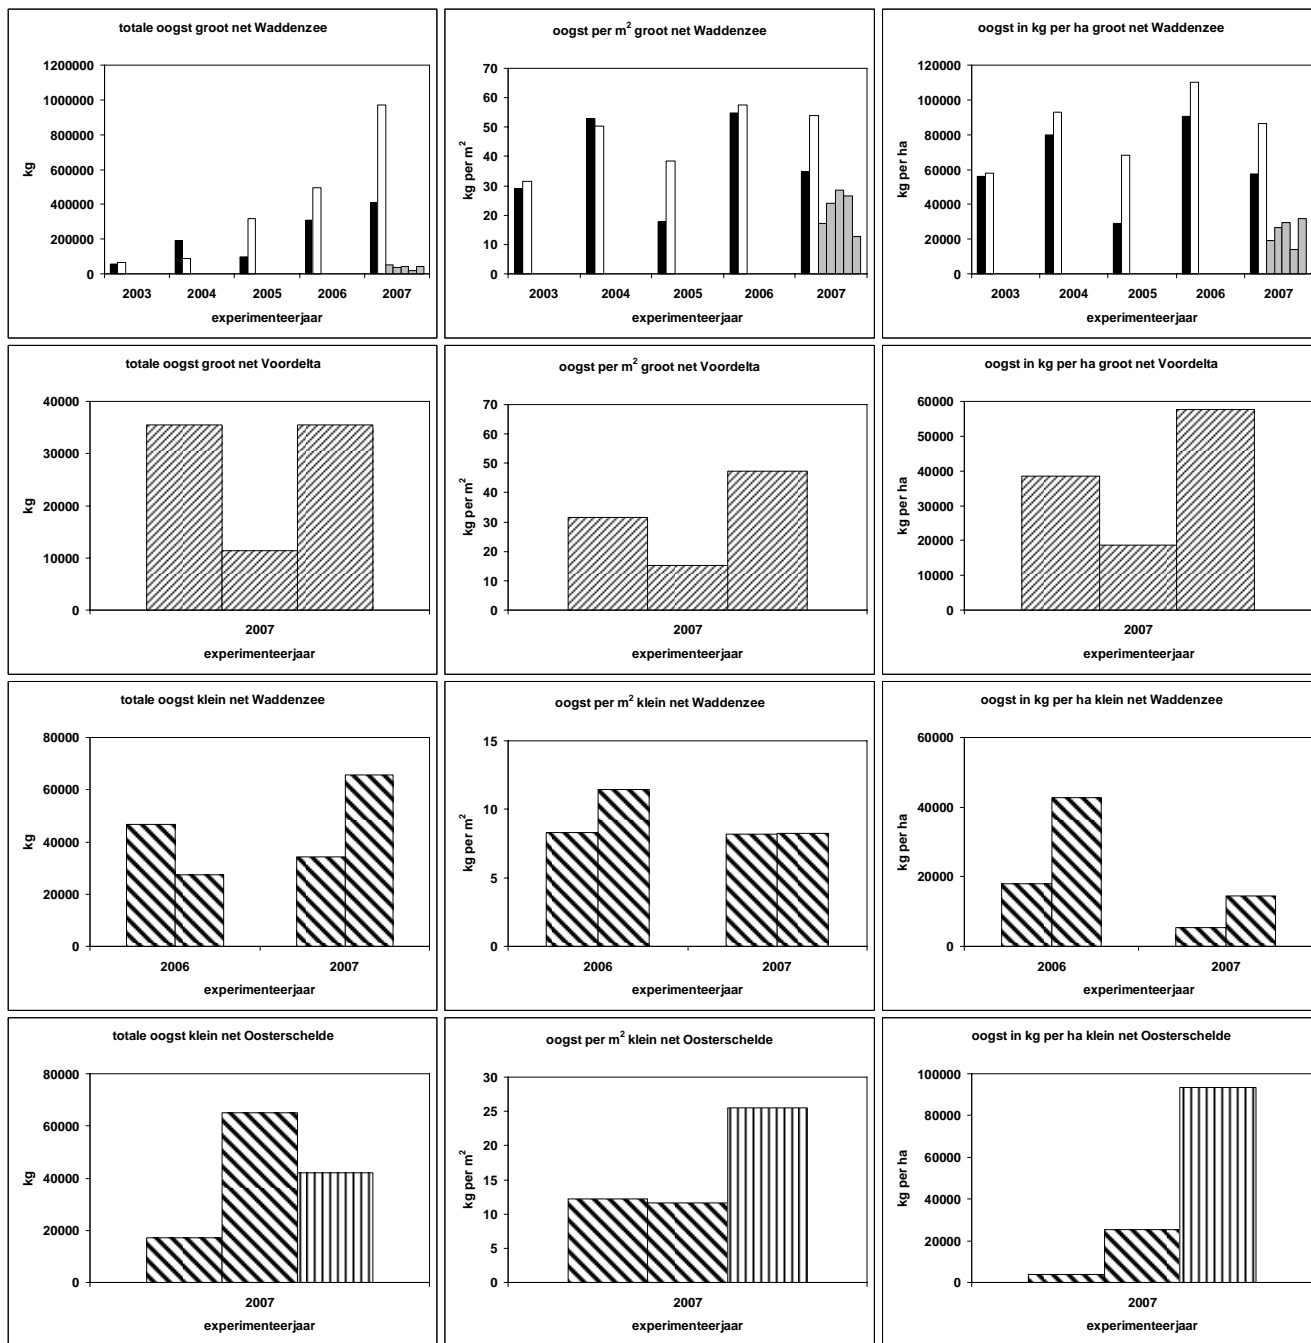 totale oogst groot net Waddenzee
kg
1200000
1000000
800000
600000
400000
200000
0
2003 2004 2005 2006 2007
experimenteerjaar
oogst per m² groot net Waddenzee
kg per m²
70
60
50
40
30
20
10
0
2003 2004 2005 2006 2007
experimenteerjaar
oogst in kg per ha groot net Waddenzee
kg per ha
120000
100000
80000
60000
40000
20000
0
2003 2004 2005 2006 2007
experimenteerjaar
totale oogst groot net Voordelta
kg
40000
30000
20000
10000
0
2007
experimenteerjaar
oogst per m² groot net Voordelta
kg per m²
70
60
50
40
30
20
10
0
2007
experimenteerjaar
oogst in kg per ha groot net Voordelta
kg per ha
60000
50000
40000
30000
20000
10000
0
2007
experimenteerjaar
totale oogst klein net Waddenzee
kg
80000
60000
40000
20000
0
2006 2007
experimenteerjaar
oogst per m² klein net Waddenzee
kg per m²
15
10
5
0
2006 2007
experimenteerjaar
oogst in kg per ha klein net Waddenzee
kg per ha
60000
40000
20000
0
2006 2007
experimenteerjaar
totale oogst klein net Oosterschelde
kg
80000
60000
40000
20000
0
2007
experimenteerjaar
oogst per m² klein net Oosterschelde
kg per m²
30
25
20
15
10
5
0
2007
experimenteerjaar
oogst in kg per ha klein net Oosterschelde
kg per ha
100000
80000
60000
40000
20000
0
2007
experimenteerjaar